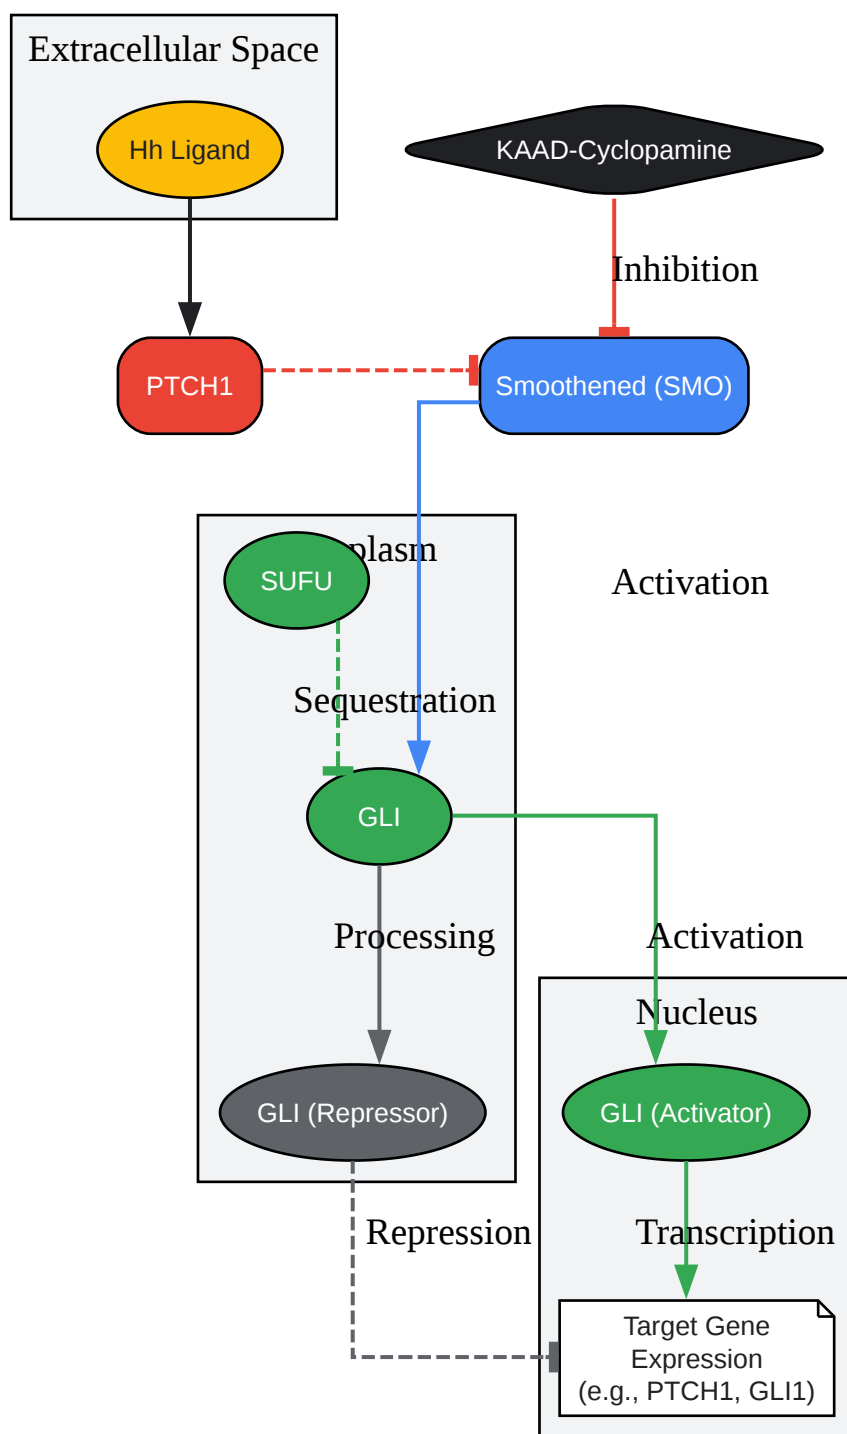 Extracellular Space
Hh Ligand
KAAD-Cyclopamine
Inhibition
PTCH1
Smoothened (SMO)
SUFU
Activation
Sequestration
GLI
Processing
Activation
Nucleus
GLI (Repressor)
GLI (Activator)
Repression
Transcription
Target Gene
Expression
(e.g., PTCH1, GLI1)